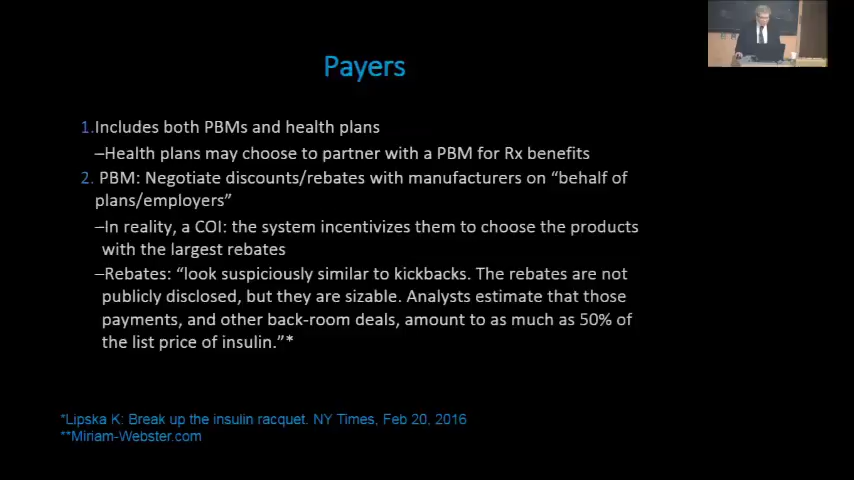 Payers
1.Includes both PBMs and health plans
–Health plans may choose to partner with a PBM for Rx benefits
2. PBM: Negotiate discounts/rebates with manufacturers on “behalf of
plans/employers”
–In reality, a COI: the system incentivizes them to choose the products
with the largest rebates
–Rebates: “look suspiciously similar to kickbacks. The rebates are not
publicly disclosed, but they are sizable. Analysts estimate that those
payments, and other back-room deals, amount to as much as 50% of
the list price of insulin.”*
*Lipska K: Break up the insulin racquet. NY Times, Feb 20, 2016
**Miriam-Webster.com